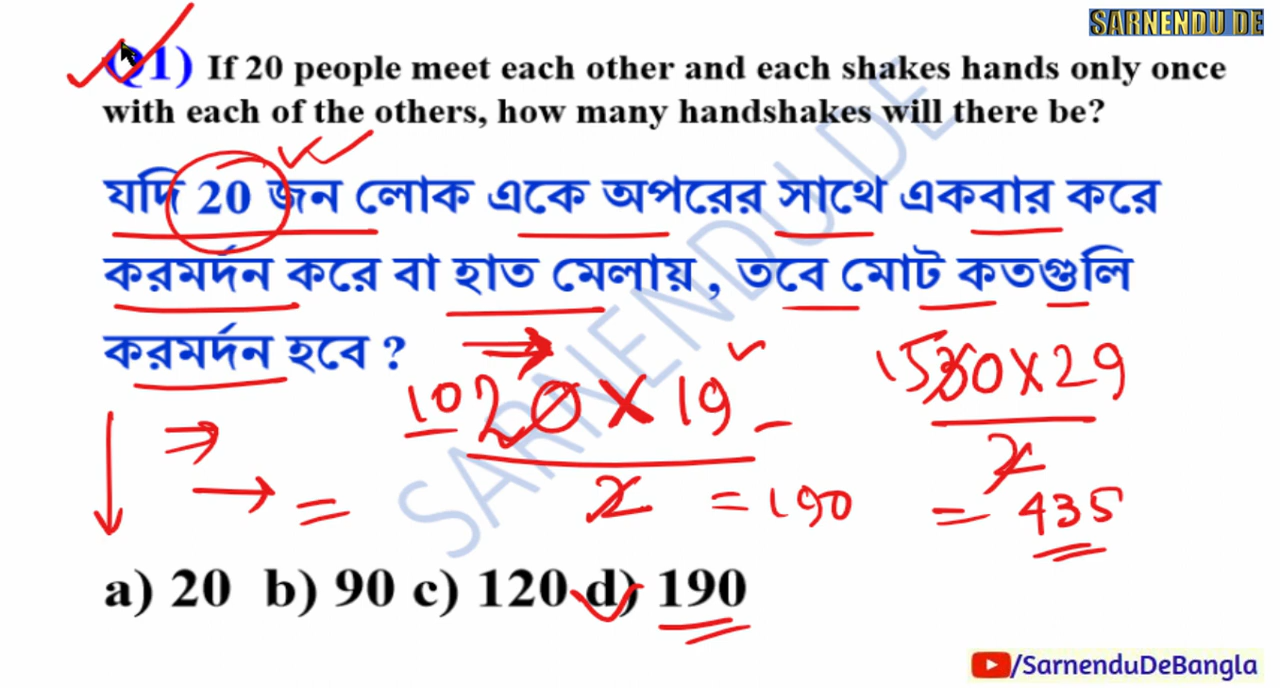 SARNENDU DE
Q1) If 20 people meet each other and each shakes hands only once
with each of the others, how many handshakes will there be?
যদি 20 জন লোক একে অপরের সাথে একবার করে
করমর্দন করে বা হাত মেলায়, তবে মোট কতগুলি
করমর্দন হবে ?
10 20 × 19
2
= 190
15 30 × 29
2
= 435
a) 20 b) 90 c) 120 d) 190
SARNENDU DE
/SarnenduDeBangla